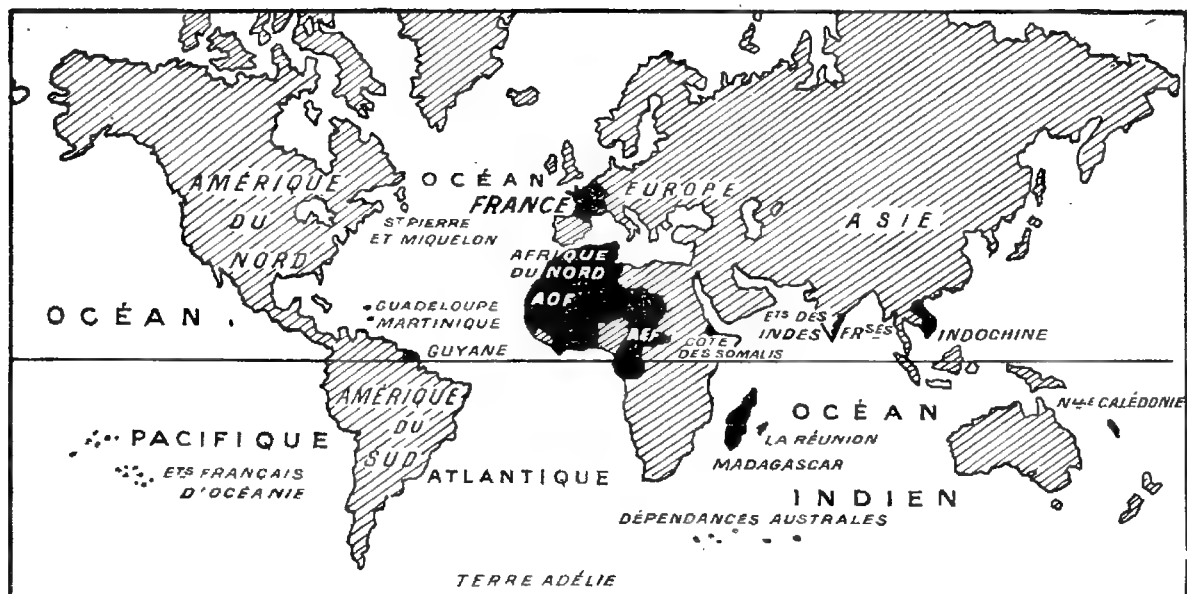 AMÉRIQUE
DU
NORD
OCÉAN
FRANCE
EUROPE
ASIE
ST PIERRE
ET MIQUELON
AFRIQUE
DU NORD
AOF
AEF
OCÉAN
GUADELOUPE
MARTINIQUE
GUYANE
CÔTE
DES SOMALIS
ETS DES
INDES FRSES
INDOCHINE
AMÉRIQUE
DU
SUD
PACIFIQUE
ETS FRANÇAIS
D'OCÉANIE
ATLANTIQUE
OCÉAN
LA RÉUNION
MADAGASCAR
INDIEN
NLLE CALÉDONIE
DÉPENDANCES AUSTRALES
TERRE ADÉLIE